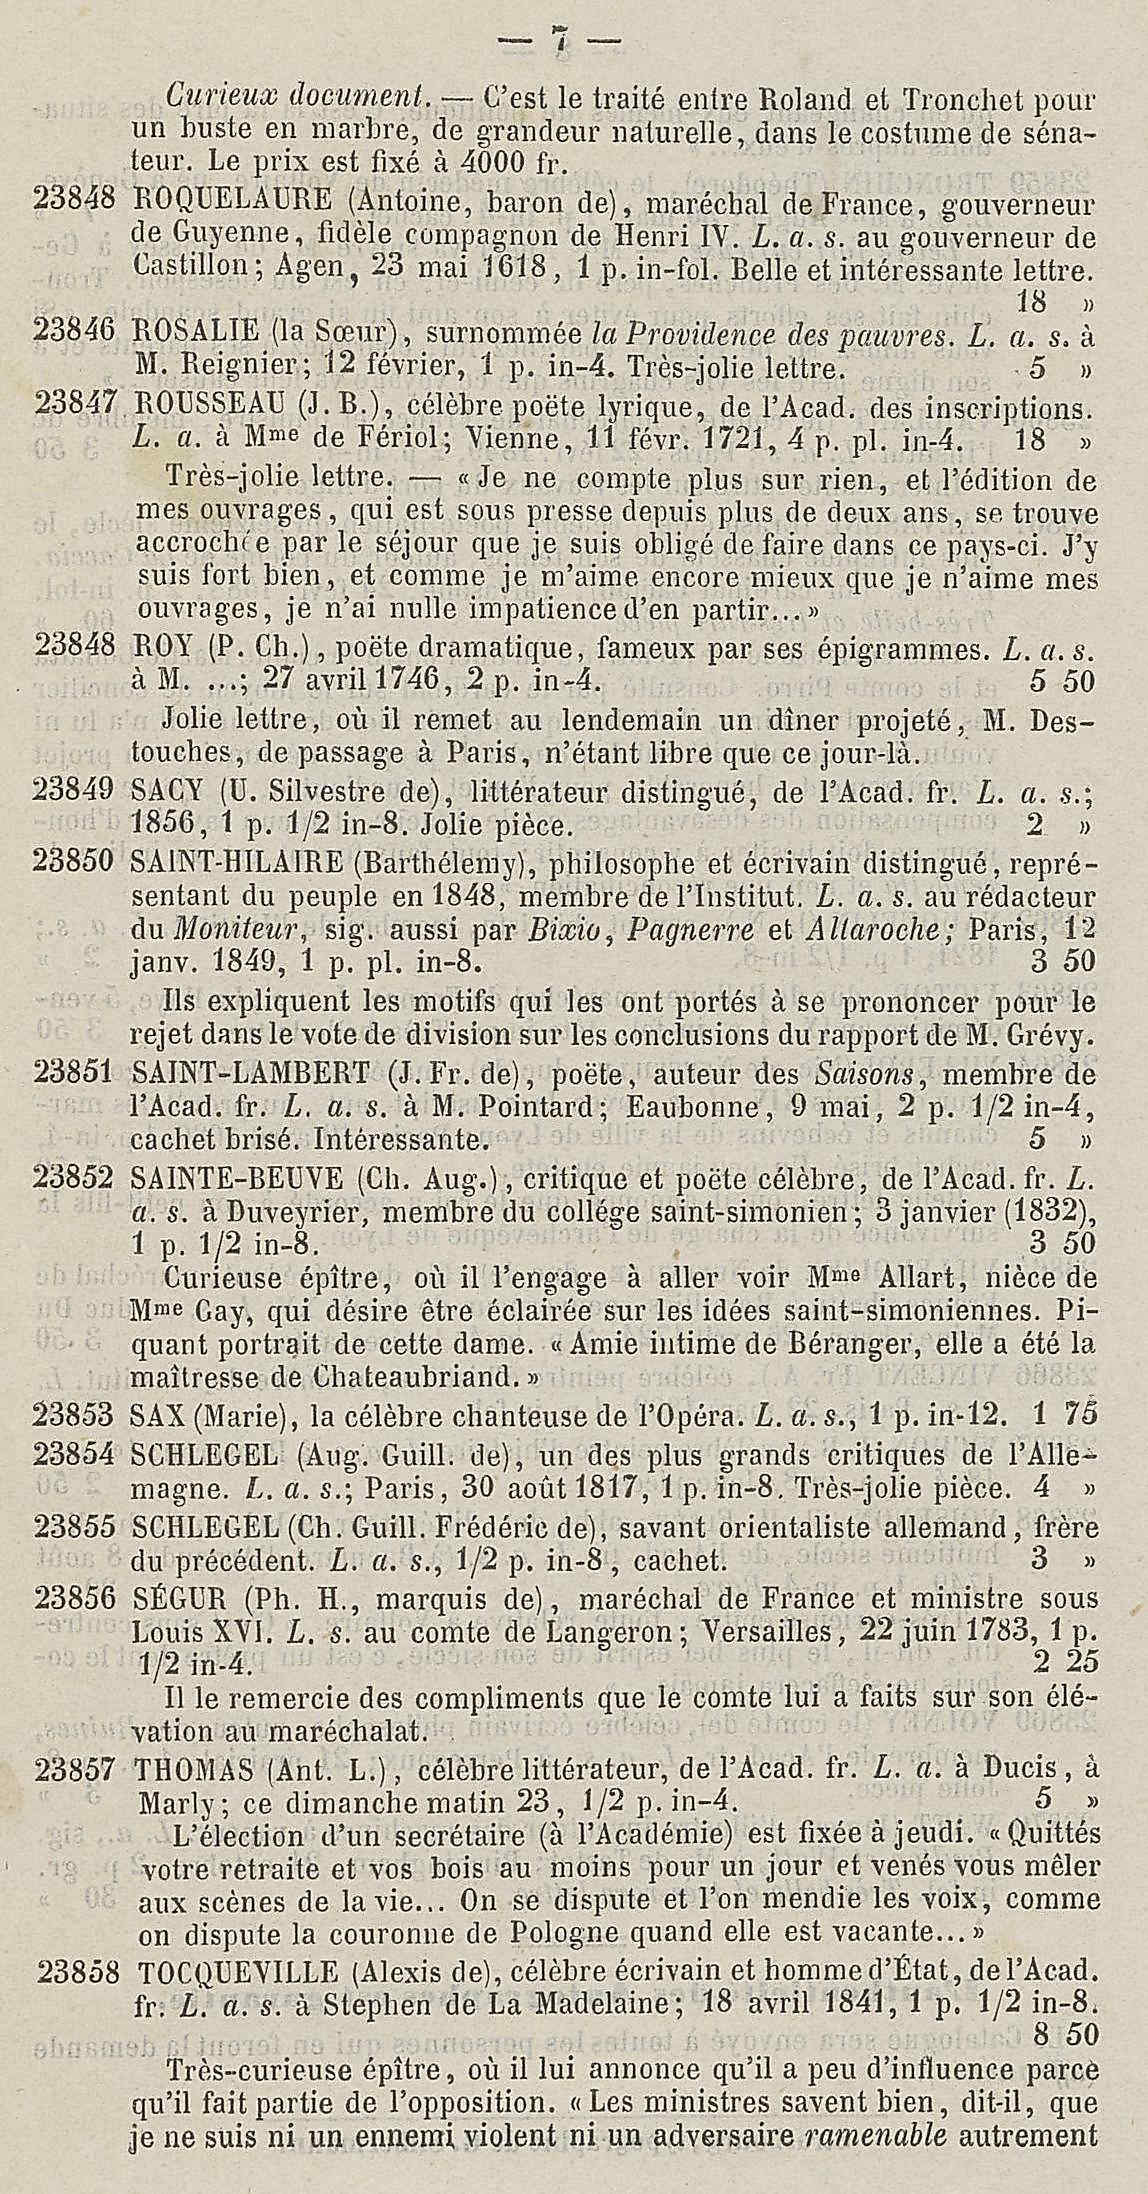 — 7 —
Curieux document. — C'est le traité entre Roland et Tronchet pour
un buste en marbre, de grandeur naturelle, dans le costume de séna-
teur. Le prix est fixé à 4000 fr.
23848 ROQUELAURE (Antoine, baron de), maréchal de France, gouverneur
de Guyenne, fidèle compagnon de Henri IV. L. a. s. au gouverneur de
Castillon; Agen, 23 mai 1618, 1 p. in-fol. Belle et intéressante lettre.
18 »
23846 ROSALIE (la Sœur), surnommée la Providence des pauvres. L. a. s. à
M. Reignier; 12 février, 1 p. in-4. Très-jolie lettre. 5 »
23847 ROUSSEAU (J. B.), célèbre poëte lyrique, de l'Acad. des inscriptions.
L. a. à Mme de Fériol; Vienne, 11 févr. 1721, 4 p. pl. in-4. 18 »
Très-jolie lettre. — « Je ne compte plus sur rien, et l'édition de
mes ouvrages, qui est sous presse depuis plus de deux ans, se trouve
accrochée par le séjour que je suis obligé de faire dans ce pays-ci. J'y
suis fort bien, et comme je m'aime encore mieux que je n'aime mes
ouvrages, je n'ai nulle impatience d'en partir... »
23848 ROY (P. Ch.), poëte dramatique, fameux par ses épigrammes. L. a. s.
à M. ...; 27 avril 1746, 2 p. in-4. 5 50
Jolie lettre, où il remet au lendemain un dîner projeté, M. Des-
touches, de passage à Paris, n'étant libre que ce jour-là.
23849 SACY (U. Silvestre de), littérateur distingué, de l'Acad. fr. L. a. s.;
1856, 1 p. 1/2 in-8. Jolie pièce. 2 »
23850 SAINT-HILAIRE (Barthélemy), philosophe et écrivain distingué, repré-
sentant du peuple en 1848, membre de l'Institut. L. a. s. au rédacteur
du Moniteur, sig. aussi par Bixio, Pagnerre et Altaroche; Paris, 12
janv. 1849, 1 p. pl. in-8. 3 50
Ils expliquent les motifs qui les ont portés à se prononcer pour le
rejet dans le vote de division sur les conclusions du rapport de M. Grévy.
23851 SAINT-LAMBERT (J. Fr. de), poëte, auteur des Saisons, membre de
l'Acad. fr. L. a. s. à M. Pointard; Eaubonne, 9 mai, 2 p. 1/2 in-4,
cachet brisé. Intéressante. 5 »
23852 SAINTE-BEUVE (Ch. Aug.), critique et poëte célèbre, de l'Acad. fr. L.
a. s. à Duveyrier, membre du collége saint-simonien; 3 janvier (1832),
1 p. 1/2 in-8. 3 50
Curieuse épître, où il l'engage à aller voir Mme Allart, nièce de
Mme Gay, qui désire être éclairée sur les idées saint-simoniennes. Pi-
quant portrait de cette dame. « Amie intime de Béranger, elle a été la
maîtresse de Chateaubriand. »
23853 SAX (Marie), la célèbre chanteuse de l'Opéra. L. a. s., 1 p. in-12. 1 75
23854 SCHLEGEL (Aug. Guill. de), un des plus grands critiques de l'Alle-
magne. L. a. s.; Paris, 30 août 1817, 1 p. in-8. Très-jolie pièce. 4 »
23855 SCHLEGEL (Ch. Guill. Frédéric de), savant orientaliste allemand, frère
du précédent. L. a. s., 1/2 p. in-8, cachet. 3 »
23856 SÉGUR (Ph. H., marquis de), maréchal de France et ministre sous
Louis XVI. L. s. au comte de Langeron; Versailles, 22 juin 1783, 1 p.
1/2 in-4. 2 25
Il le remercie des compliments que le comte lui a faits sur son élé-
vation au maréchalat.
23857 THOMAS (Ant. L.), célèbre littérateur, de l'Acad. fr. L. a. à Ducis, à
Marly; ce dimanche matin 23, 1/2 p. in-4. 5 »
L'élection d'un secrétaire (à l'Académie) est fixée à jeudi. « Quittés
votre retraite et vos bois au moins pour un jour et venés vous mêler
aux scènes de la vie... On se dispute et l'on mendie les voix, comme
on dispute la couronne de Pologne quand elle est vacante... »
23858 TOCQUEVILLE (Alexis de), célèbre écrivain et homme d'État, de l'Acad.
fr. L. a. s. à Stephen de La Madelaine; 18 avril 1841, 1 p. 1/2 in-8.
8 50
Très-curieuse épître, où il lui annonce qu'il a peu d'influence parce
qu'il fait partie de l'opposition. « Les ministres savent bien, dit-il, que
je ne suis ni un ennemi violent ni un adversaire ramenable autrement